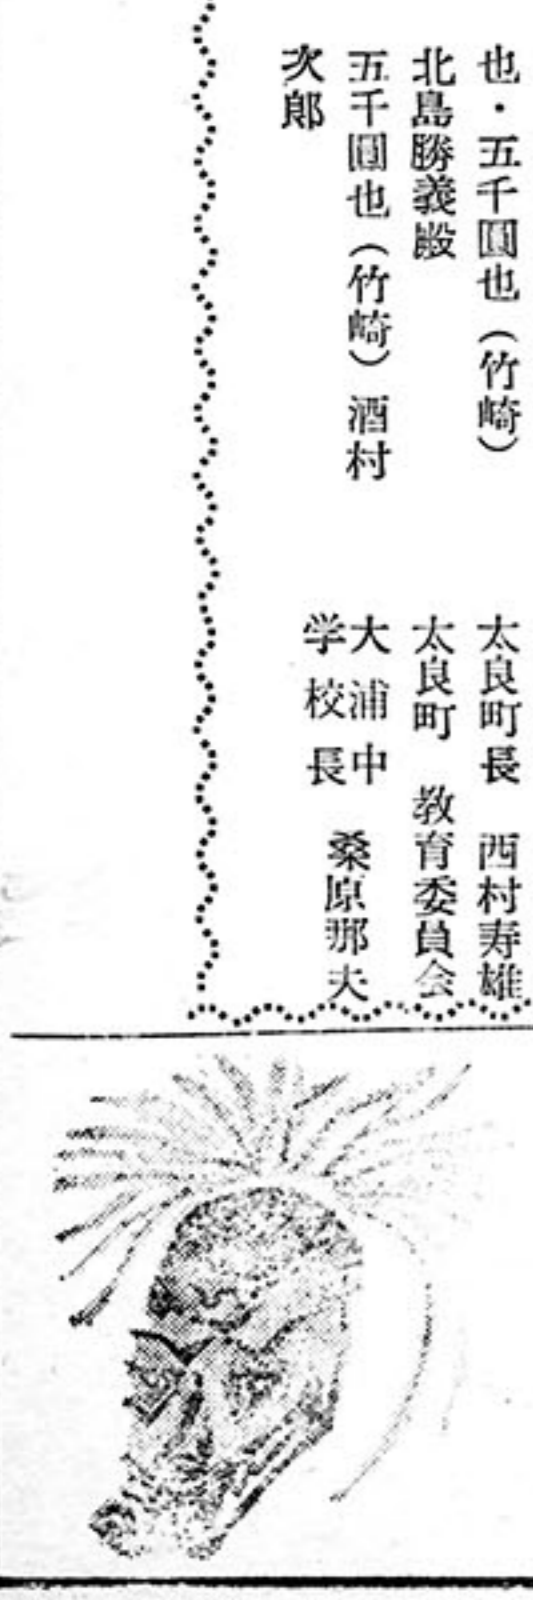 也・五千圓也（竹崎）
北島勝義殿
五千圓也（竹崎）酒村
次郎
太良町長　西村寿雄
太良町　教育委員会
大浦中
学校長　桑原那夫